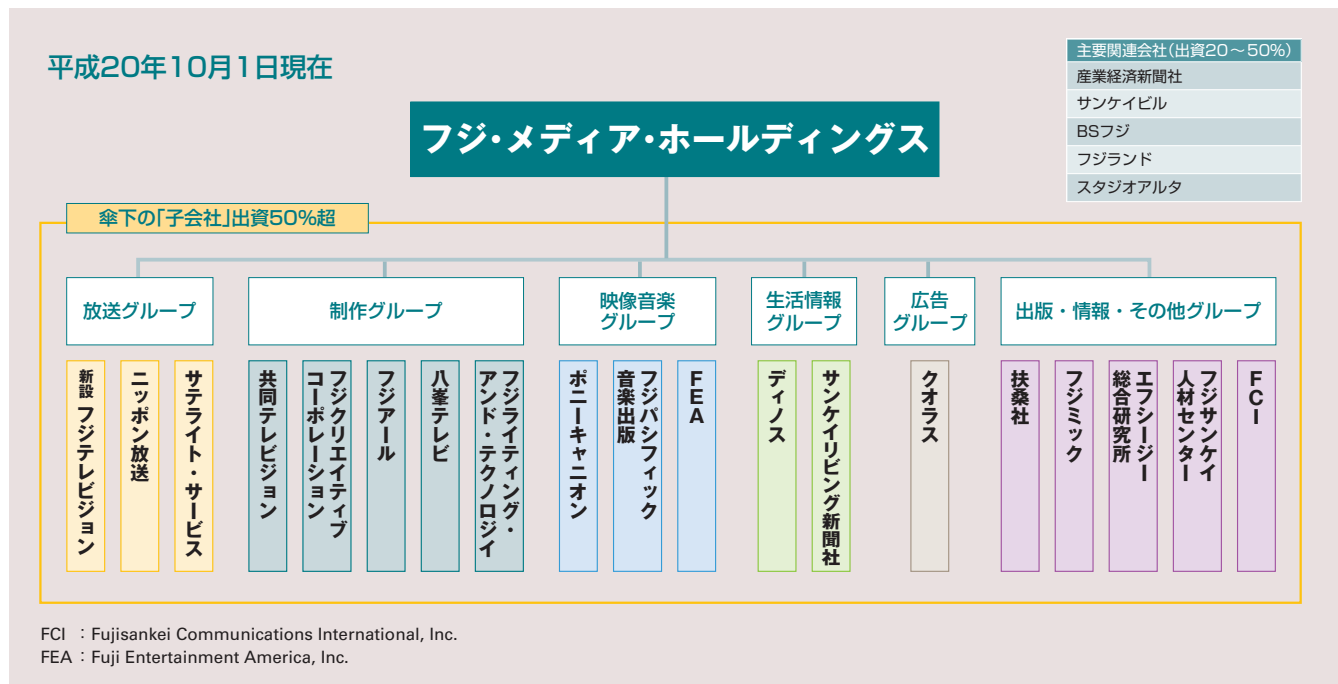 平成20年10月1日現在
主要関連会社(出資20～50%)
産業経済新聞社
サンケイビル
BSフジ
フジランド
スタジオアルタ
フジ・メディア・ホールディングス
傘下の「子会社」出資50%超
放送グループ
新設 フジテレビジョン
ニッポン放送
サテライト・サービス
制作グループ
共同テレビジョン
フジクリエイティブ
コーポレーション
フジアール
八峯テレビ
フジライティング・
アンド・テクノロジイ
映像音楽
グループ
ポニーキャニオン
フジパシフィック
音楽出版
FEA
生活情報
グループ
ディノス
サンケイリビング新聞社
広告
グループ
クオラス
出版・情報・その他グループ
扶桑社
フジミック
エフシージー
総合研究所
フジサンケイ
人材センター
FCI
FCI : Fujisankei Communications International, Inc.
FEA : Fuji Entertainment America, Inc.